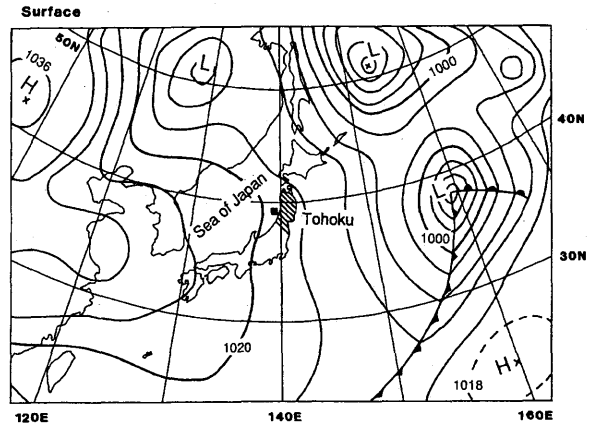 Surface
50N
1036
H
L
L
1000
40N
Sea of Japan
L
Tohoku
1000
30N
1020
H
1018
120E
140E
160E